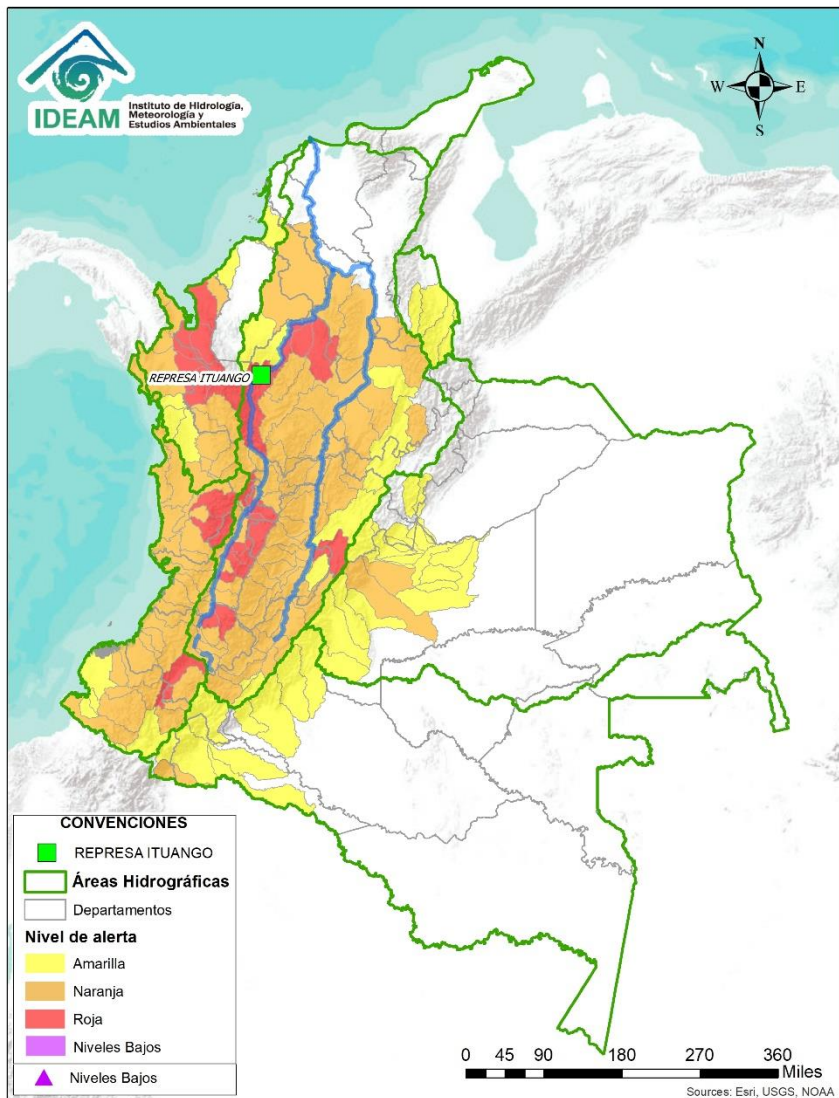 IDEAM
Instituto de Hidrología,
Meteorología y
Estudios Ambientales
N
W
E
S
REPRESA ITUANGO
CONVENCIONES
REPRESA ITUANGO
Áreas Hidrográficas
Departamentos
Nivel de alerta
Amarilla
Naranja
Roja
Niveles Bajos
Niveles Bajos
0 45 90 180 270 360
Miles
Sources: Esri, USGS, NOAA